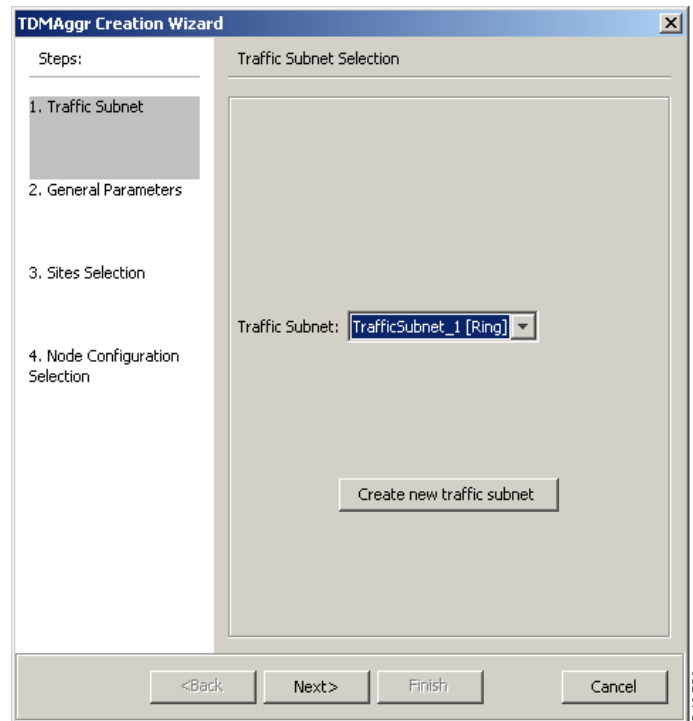 TDMAggr Creation Wizard
Steps:
Traffic Subnet Selection
1. Traffic Subnet
2. General Parameters
3. Sites Selection
4. Node Configuration
Selection
Traffic Subnet: TrafficSubnet_1 [Ring]
Create new traffic subnet
<Back Next> Finish Cancel